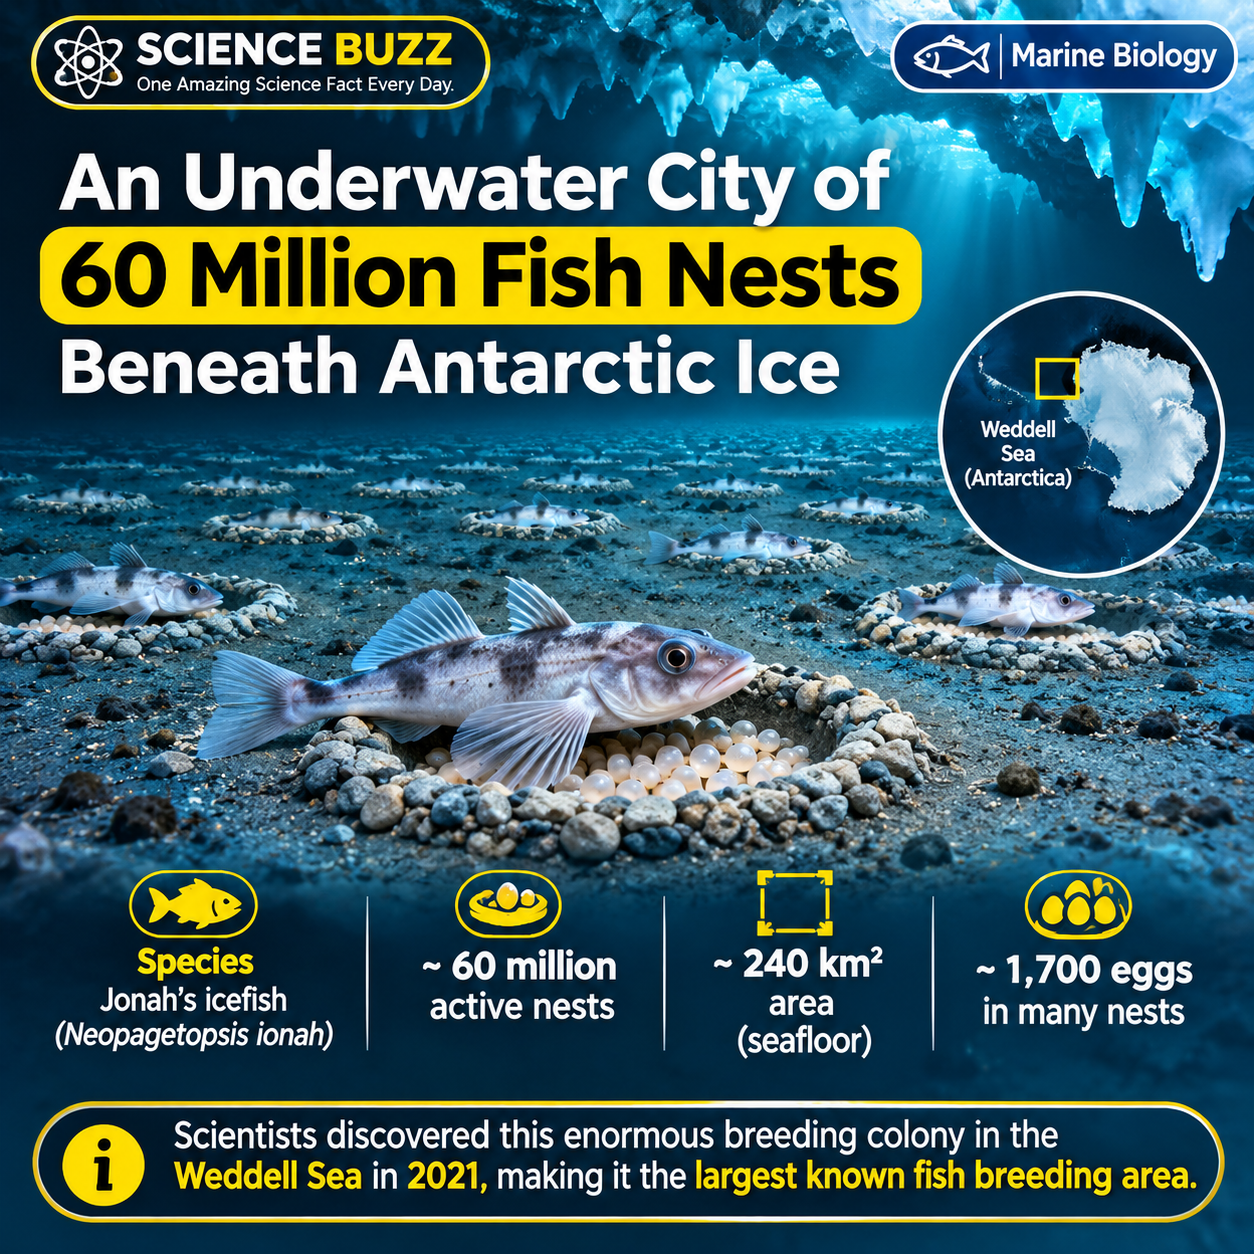 SCIENCE BUZZ
One Amazing Science Fact Every Day.
Marine Biology
An Underwater City of
60 Million Fish Nests
Beneath Antarctic Ice
Weddell
Sea
(Antarctica)
Species
Jonah's icefish
(Neopagetopsis ionah)
~ 60 million
active nests
~ 240 km²
area
(seafloor)
~ 1,700 eggs
in many nests
i
Scientists discovered this enormous breeding colony in the
Weddell Sea in 2021, making it the largest known fish breeding area.